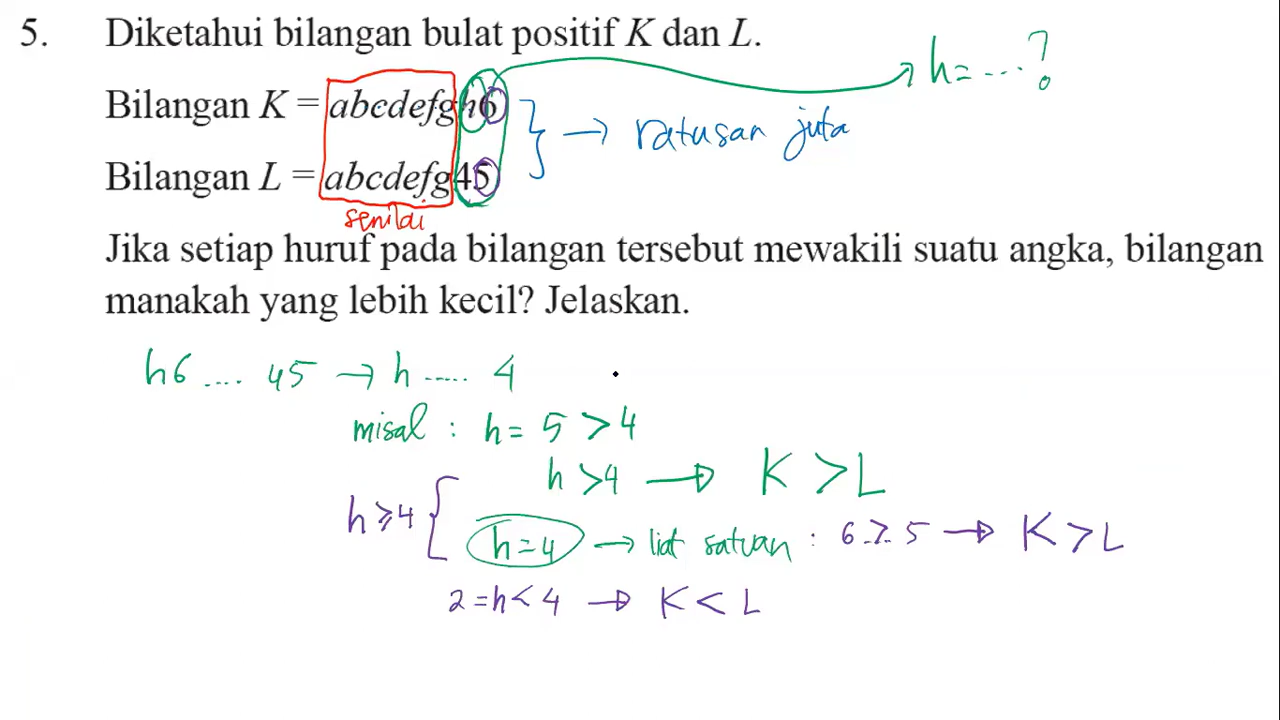 5. Diketahui bilangan bulat positif K dan L.
h = ... ?
Bilangan K = abcdefgh6
} → ratusan juta
Bilangan L = abcdefg45
senilai
Jika setiap huruf pada bilangan tersebut mewakili suatu angka, bilangan
manakah yang lebih kecil? Jelaskan.
h6 .... 45 → h ..... 4
misal : h = 5 > 4
h > 4 → K > L
h ≥ 4 {
h = 4 → liat satuan : 6 .>. 5 → K > L
2 = h < 4 → K < L